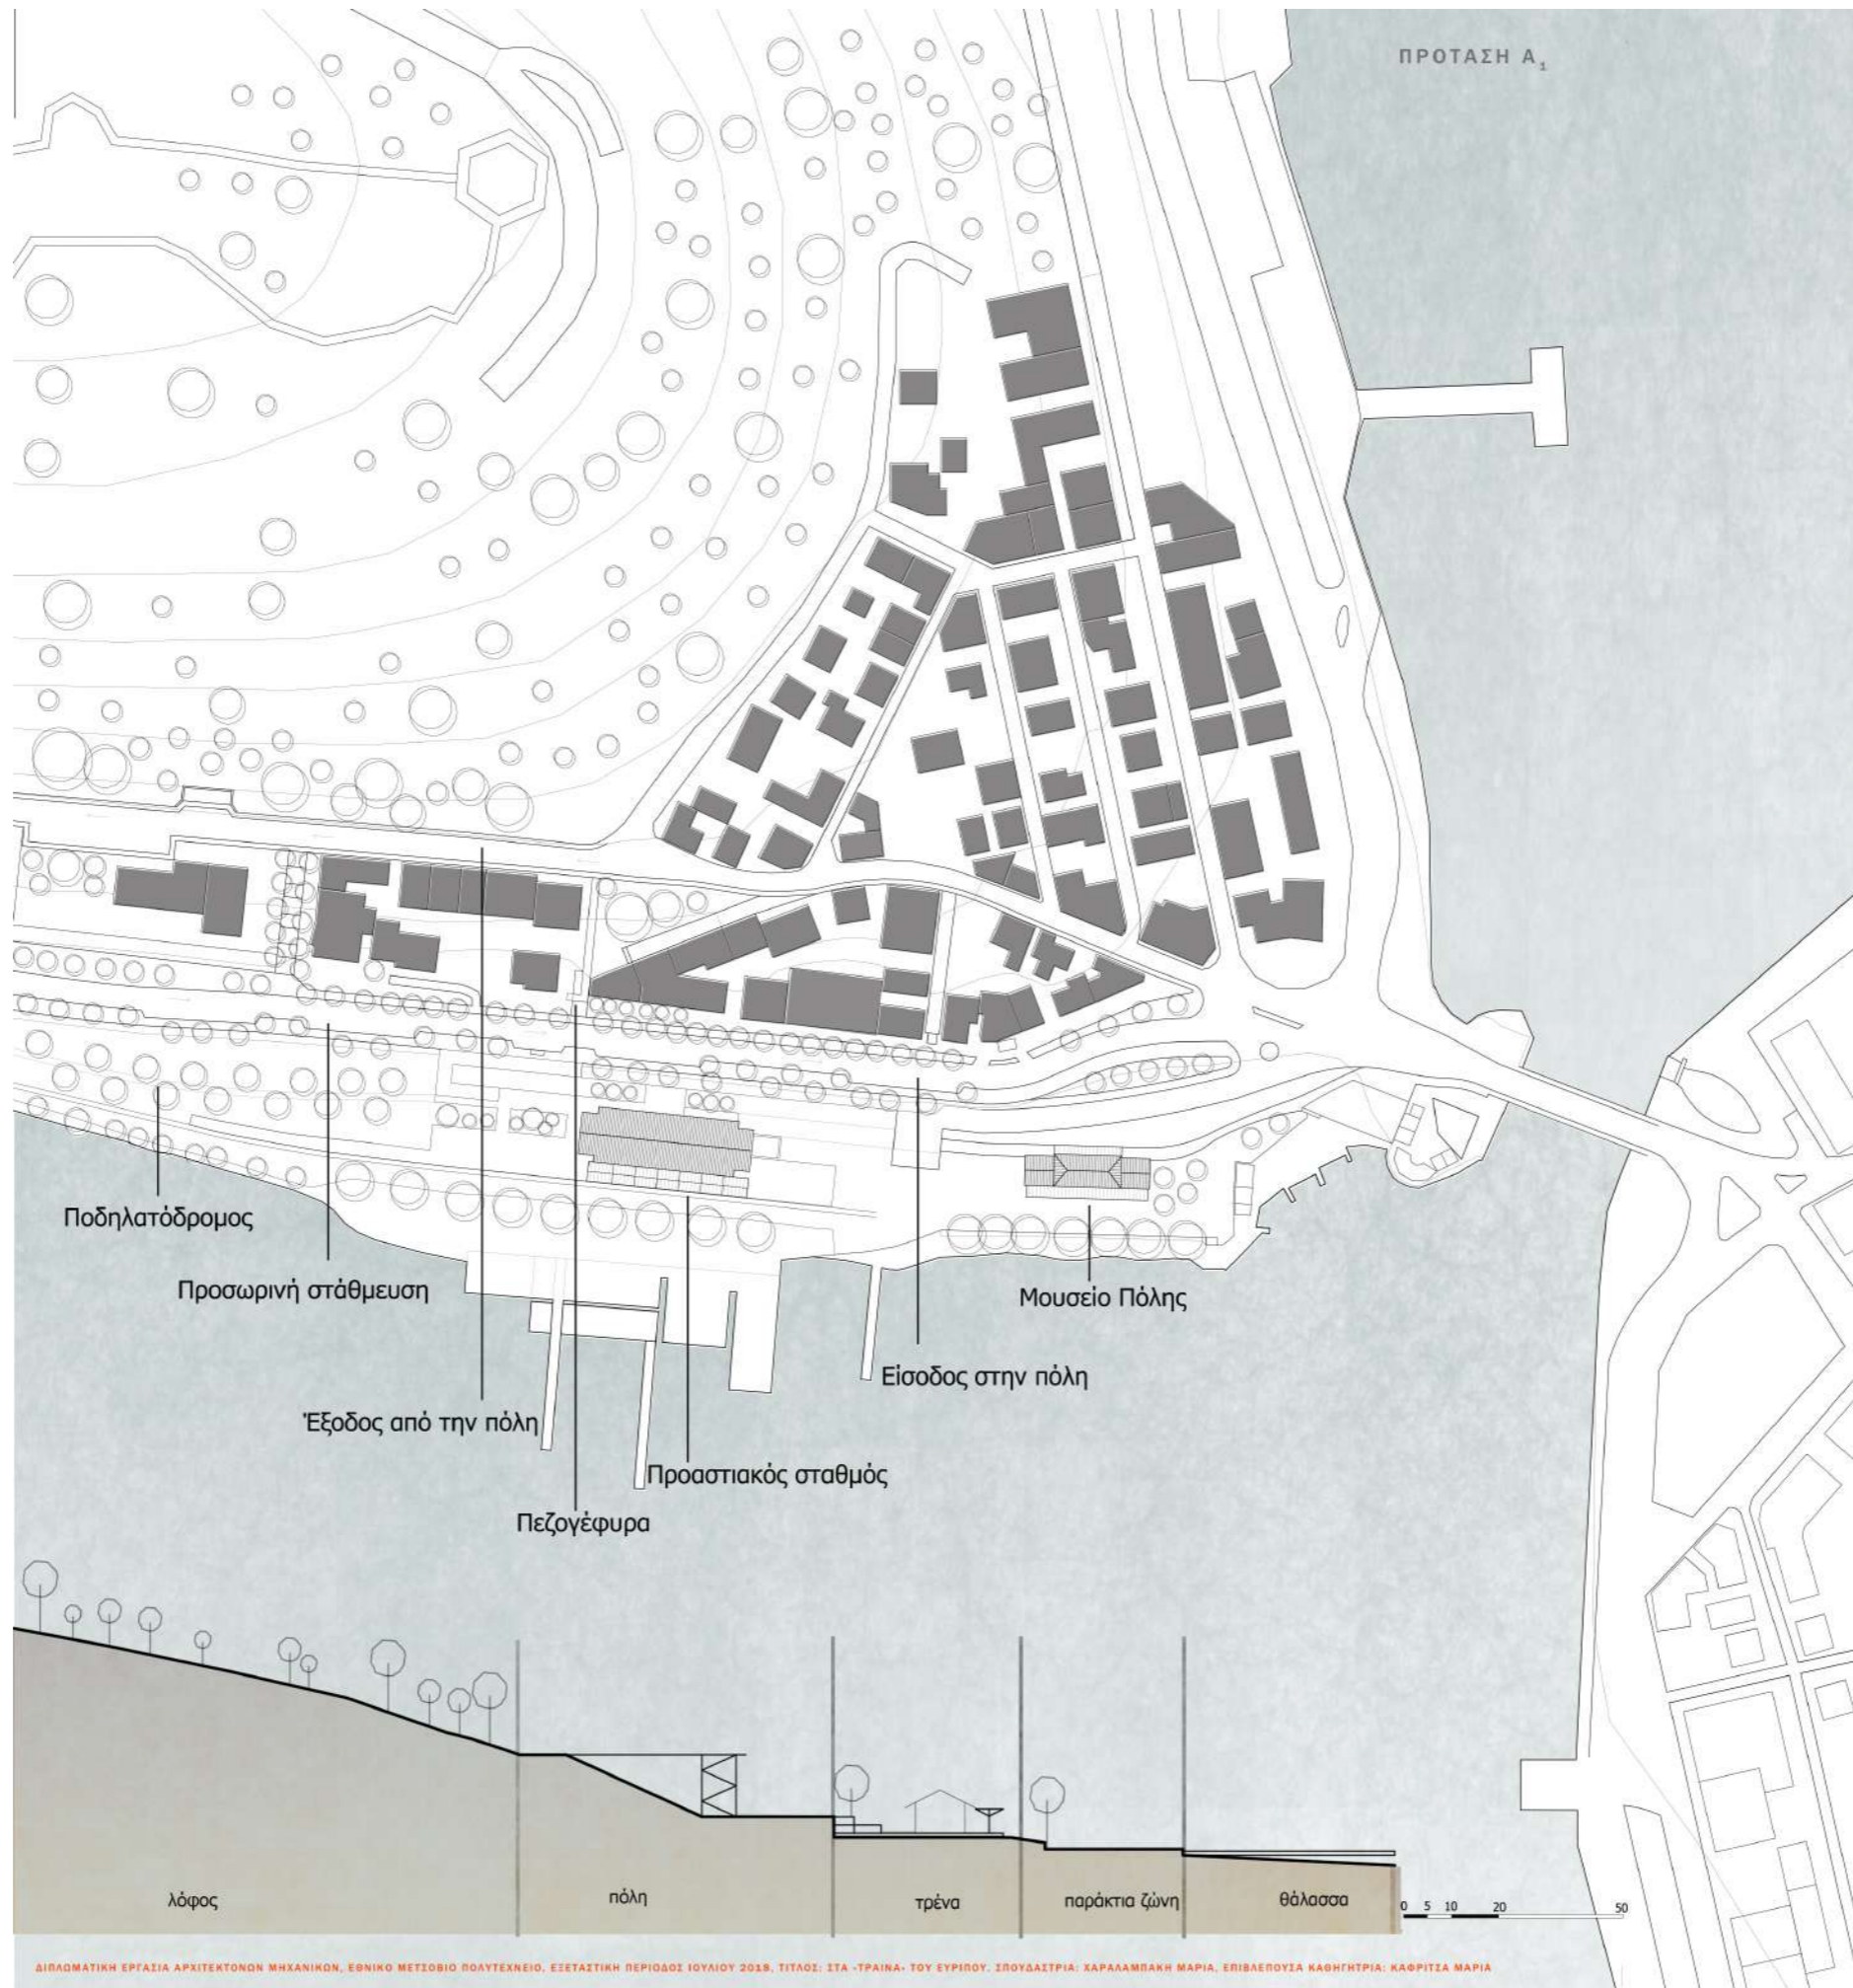 ΠΡΟΤΑΣΗ Α₁
Ποδηλατόδρομος
Προσωρινή στάθμευση
Μουσείο Πόλης
Είσοδος στην πόλη
Έξοδος από την πόλη
Προαστιακός σταθμός
Πεζογέφυρα
λόφος
πόλη
τρένα
παράκτια ζώνη
θάλασσα
0 5 10 20 50
ΔΙΠΛΩΜΑΤΙΚΗ ΕΡΓΑΣΙΑ ΑΡΧΙΤΕΚΤΟΝΩΝ ΜΗΧΑΝΙΚΩΝ, ΕΘΝΙΚΟ ΜΕΤΣΟΒΙΟ ΠΟΛΥΤΕΧΝΕΙΟ, ΕΞΕΤΑΣΤΙΚΗ ΠΕΡΙΟΔΟΣ ΙΟΥΛΙΟΥ 2018, ΤΙΤΛΟΣ: ΣΤΑ «ΤΡΑΙΝΑ» ΤΟΥ ΕΥΡΙΠΟΥ. ΣΠΟΥΔΑΣΤΡΙΑ: ΧΑΡΑΛΑΜΠΑΚΗ ΜΑΡΙΑ, ΕΠΙΒΛΕΠΟΥΣΑ ΚΑΘΗΓΗΤΡΙΑ: ΚΑΦΡΙΤΣΑ ΜΑΡΙΑ